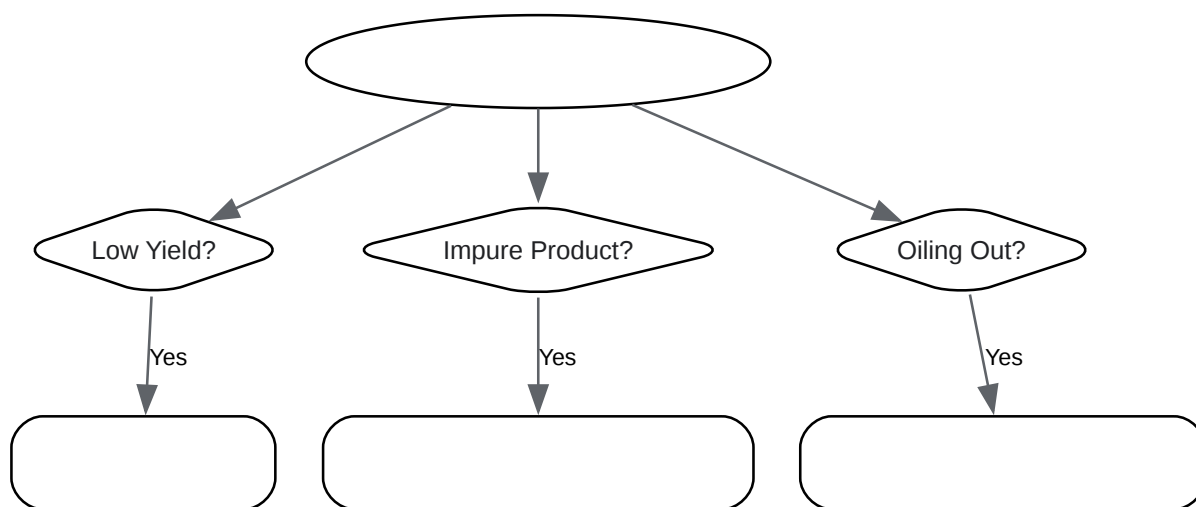 Low Yield?
Impure Product?
Oiling Out?
Yes
Yes
Yes